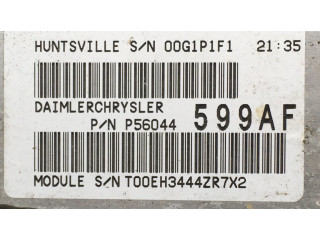 HUNTSVILLE S/N 00G1P1F1 21:35
DAIMLERCHRYSLER
P/N P56044 599AF
MODULE S/N T00EH3444ZR7X2